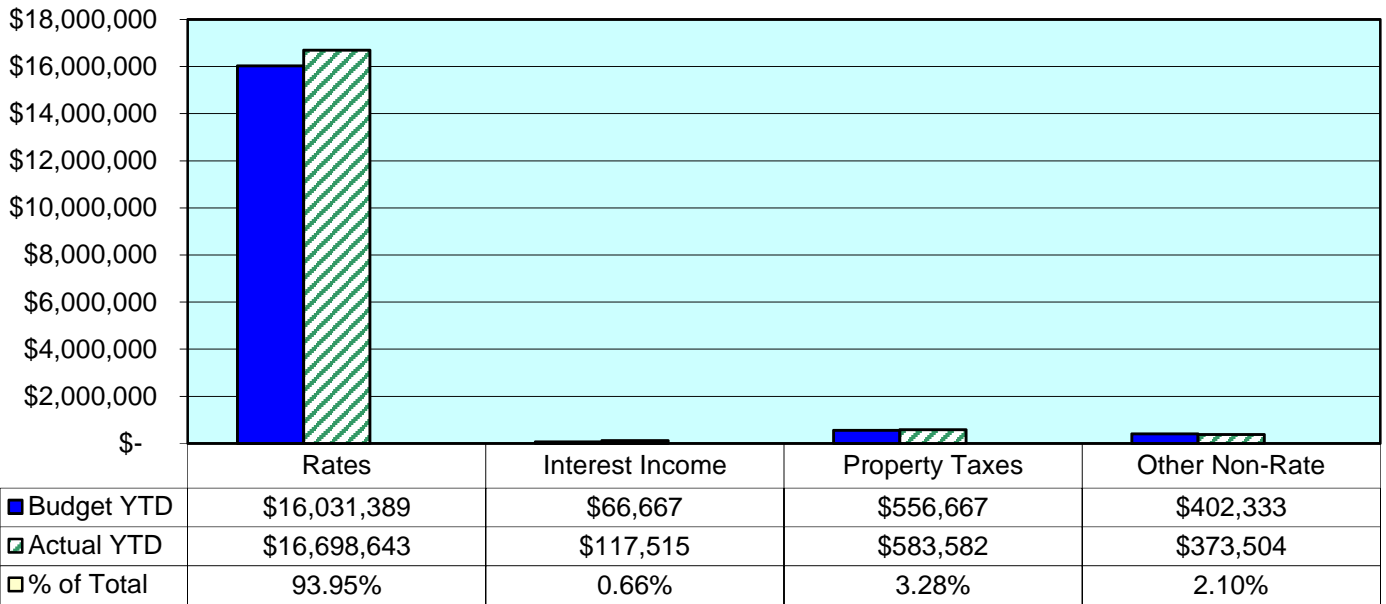 $18,000,000
$16,000,000
$14,000,000
$12,000,000
$10,000,000
$8,000,000
$6,000,000
$4,000,000
$2,000,000
$-
Rates Interest Income Property Taxes Other Non-Rate
Budget YTD $16,031,389 $66,667 $556,667 $402,333
Actual YTD $16,698,643 $117,515 $583,582 $373,504
% of Total 93.95% 0.66% 3.28% 2.10%